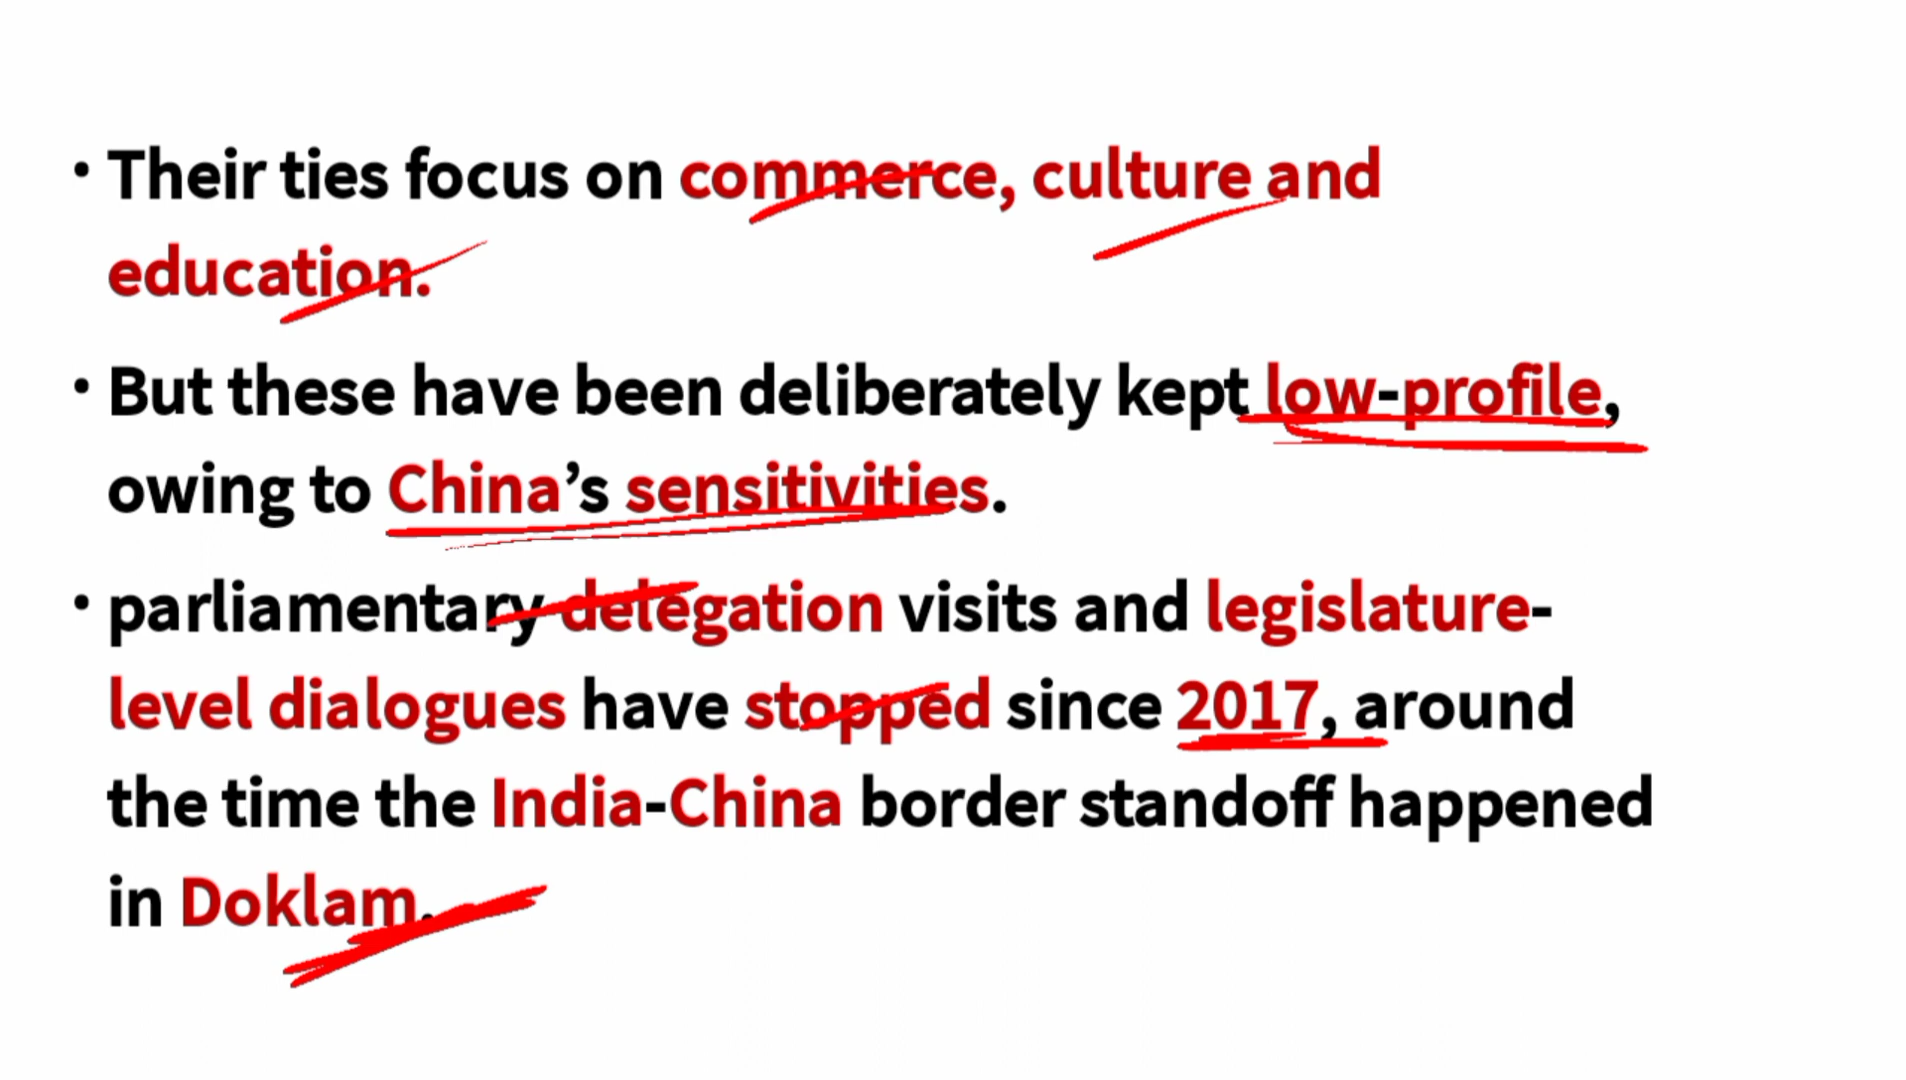 • Their ties focus on commerce, culture and
education.
• But these have been deliberately kept low-profile,
owing to China’s sensitivities.
• parliamentary delegation visits and legislature-
level dialogues have stopped since 2017, around
the time the India-China border standoff happened
in Doklam.